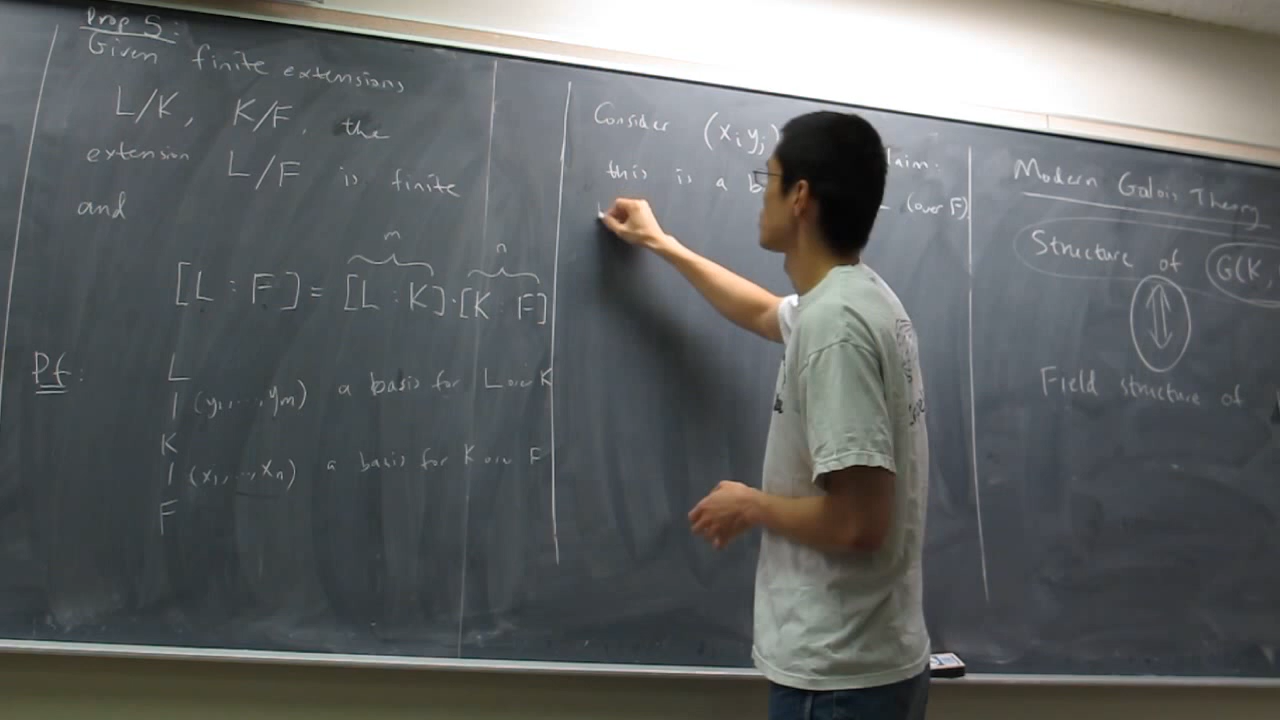 Prop 5:
Given finite extensions
L/K, K/F, the
extension L/F is finite
and
m n
[L : F] = [L : K]·[K : F]
Pf:
L
| (y₁,...,yₘ) a basis for L over K
K
| (x₁,...,xₙ) a basis for K over F
F
Consider (xᵢyⱼ)
this is a (over F)
Modern Galois Theory
Structure of G(K,
Field structure of